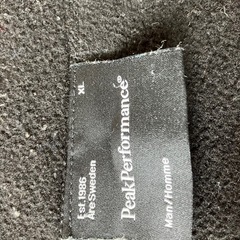 XL
PeakPerformance®
Est.1986
Åre Sweden
Man/Homme